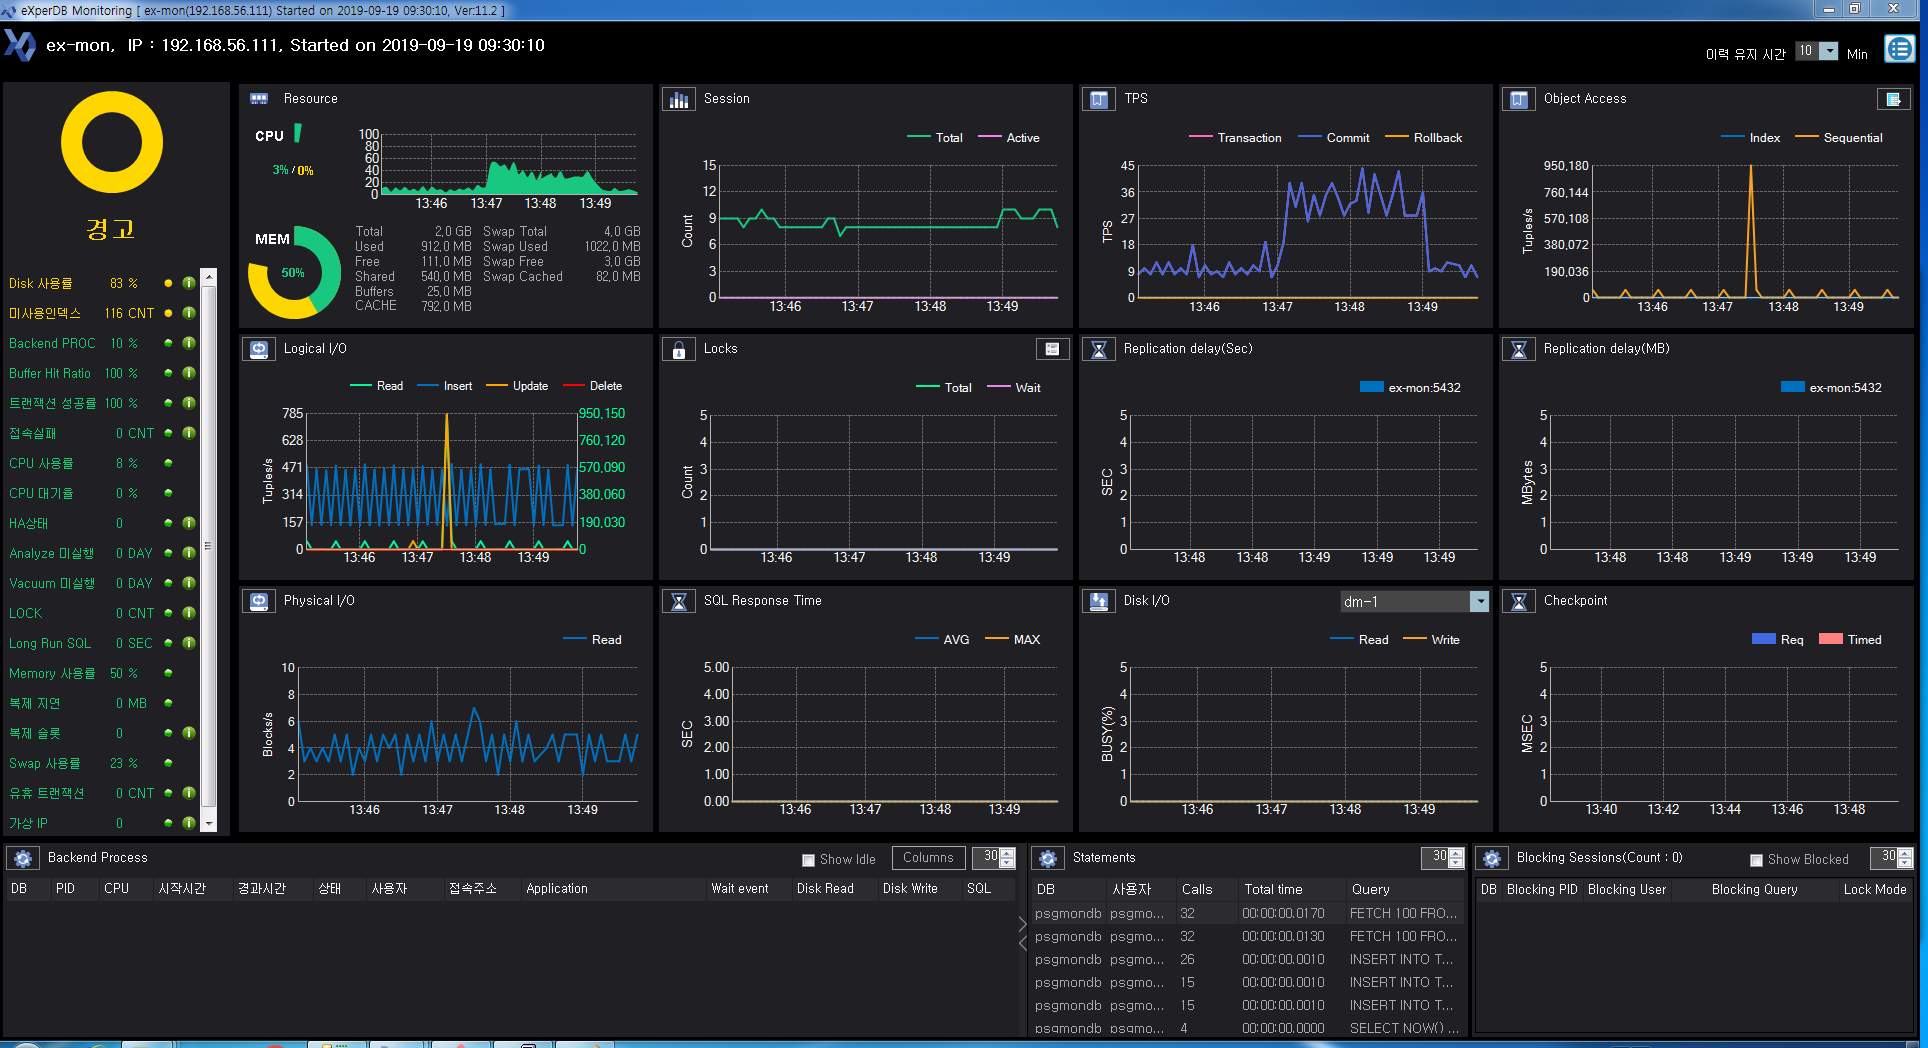 eXperDB Monitoring [ ex-mon(192.168.56.111) Started on 2019-09-19 09:30:10, Ver:11.2 ]
ex-mon, IP : 192.168.56.111, Started on 2019-09-19 09:30:10
이력 유지 시간 10 Min
경고
Disk 사용률 83 %
미사용인덱스 116 CNT
Backend PROC 10 %
Buffer Hit Ratio 100 %
트랜잭션 성공률 100 %
접속실패 0 CNT
CPU 사용률 8 %
CPU 대기율 0 %
HA상태 0
Analyze 미실행 0 DAY
Vacuum 미실행 0 DAY
LOCK 0 CNT
Long Run SQL 0 SEC
Memory 사용률 50 %
복제 지연 0 MB
복제 슬롯 0
Swap 사용률 23 %
유휴 트랜잭션 0 CNT
가상 IP 0
Resource
CPU
3% / 0%
100
80
60
40
20
0
13:46 13:47 13:48 13:49
MEM
50%
Total 2,0 GB Swap Total 4,0 GB
Used 912,0 MB Swap Used 1022,0 MB
Free 111,0 MB Swap Free 3,0 GB
Shared 540,0 MB Swap Cached 82,0 MB
Buffers 25,0 MB
CACHE 792,0 MB
Session
Total Active
Count
15
12
9
6
3
0
13:46 13:47 13:48 13:49
TPS
Transaction Commit Rollback
TPS
45
36
27
18
9
0
13:46 13:47 13:48 13:49
Object Access
Index Sequential
Tuples/s
950,180
760,144
570,108
380,072
190,036
0
13:46 13:47 13:48 13:49
Logical I/O
Read Insert Update Delete
Tuples/s
785 950,150
628 760,120
471 570,090
314 380,060
157 190,030
0 0
13:46 13:47 13:48 13:49
Locks
Total Wait
Count
5
4
3
2
1
0
13:46 13:47 13:48 13:49
Replication delay(Sec)
ex-mon:5432
SEC
5
4
3
2
1
0
13:48 13:48 13:49 13:49 13:49
Replication delay(MB)
ex-mon:5432
MBytes
5
4
3
2
1
0
13:48 13:48 13:49 13:49 13:49
Physical I/O
Read
Blocks/s
10
8
6
4
2
0
13:46 13:47 13:48 13:49
SQL Response Time
AVG MAX
SEC
5.00
4.00
3.00
2.00
1.00
0.00
13:46 13:47 13:48 13:49
Disk I/O
dm-1
Read Write
BUSY(%)
5
4
3
2
1
0
13:46 13:47 13:48 13:49
Checkpoint
Req Timed
MSEC
5
4
3
2
1
0
13:40 13:42 13:44 13:46 13:48
Backend Process Show Idle Columns 30
DB PID CPU 시작시간 경과시간 상태 사용자 접속주소 Application Wait event Disk Read Disk Write SQL
Statements 30
DB 사용자 Calls Total time Query
psgmondb psgmo... 32 00:00:00.0170 FETCH 100 FRO...
psgmondb psgmo... 32 00:00:00.0130 FETCH 100 FRO...
psgmondb psgmo... 26 00:00:00.0010 INSERT INTO T...
psgmondb psgmo... 15 00:00:00.0010 INSERT INTO T...
psgmondb psgmo... 15 00:00:00.0010 INSERT INTO T...
psgmondb psgmo... 4 00:00:00.0000 SELECT NOW() ...
Blocking Sessions(Count : 0) Show Blocked 30
DB Blocking PID Blocking User Blocking Query Lock Mode